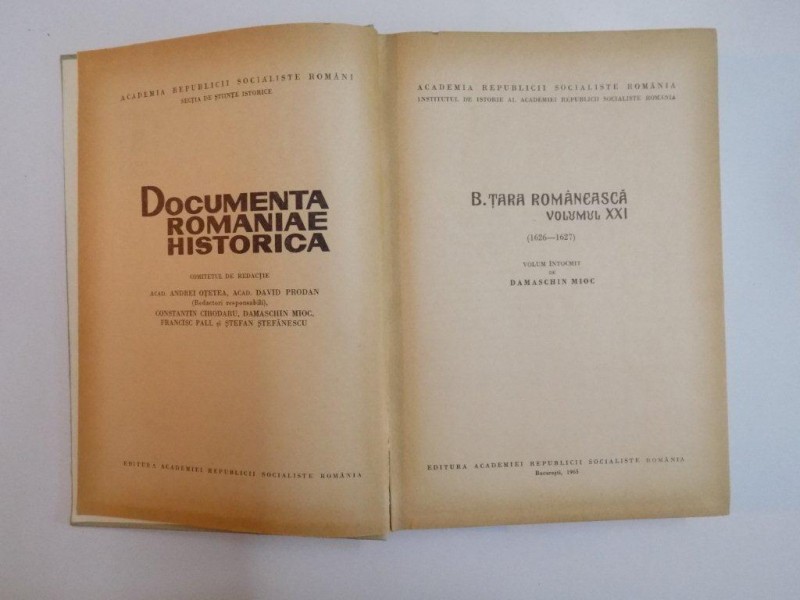 ACADEMIA REPUBLICII SOCIALISTE ROMÂNI
SECȚIA DE ȘTIINȚE ISTORICE
DOCUMENTA
ROMANIAE
HISTORICA
COMITETUL DE REDACȚIE
ACAD. ANDREI OȚETEA, ACAD. DAVID PRODAN
(Redactori responsabili),
CONSTANTIN CIHODARU, DAMASCHIN MIOC,
FRANCISC PALL și ȘTEFAN ȘTEFĂNESCU
EDITURA ACADEMIEI REPUBLICII SOCIALISTE ROMÂNIA
ACADEMIA REPUBLICII SOCIALISTE ROMÂNIA
INSTITUTUL DE ISTORIE AL ACADEMIEI REPUBLICII SOCIALISTE ROMÂNIA
B. ȚARA ROMÂNEASCĂ
VOLUMUL XXI
(1626—1627)
VOLUM ÎNTOCMIT
DE
DAMASCHIN MIOC
EDITURA ACADEMIEI REPUBLICII SOCIALISTE ROMÂNIA
București, 1965